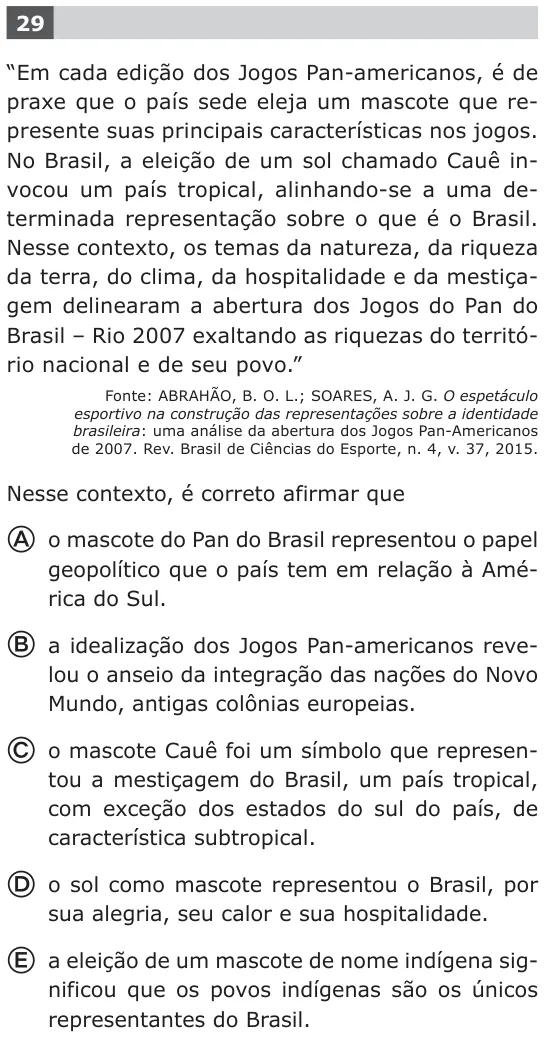 29
“Em cada edição dos Jogos Pan-americanos, é de
praxe que o país sede eleja um mascote que re-
presente suas principais características nos jogos.
No Brasil, a eleição de um sol chamado Cauê in-
vocou um país tropical, alinhando-se a uma de-
terminada representação sobre o que é o Brasil.
Nesse contexto, os temas da natureza, da riqueza
da terra, do clima, da hospitalidade e da mestiça-
gem delinearam a abertura dos Jogos do Pan do
Brasil – Rio 2007 exaltando as riquezas do territó-
rio nacional e de seu povo.”
Fonte: ABRAHÃO, B. O. L.; SOARES, A. J. G. O espetáculo
esportivo na construção das representações sobre a identidade
brasileira: uma análise da abertura dos Jogos Pan-Americanos
de 2007. Rev. Brasil de Ciências do Esporte, n. 4, v. 37, 2015.
Nesse contexto, é correto afirmar que
A o mascote do Pan do Brasil representou o papel
geopolítico que o país tem em relação à Amé-
rica do Sul.
B a idealização dos Jogos Pan-americanos reve-
lou o anseio da integração das nações do Novo
Mundo, antigas colônias europeias.
C o mascote Cauê foi um símbolo que represen-
tou a mestiçagem do Brasil, um país tropical,
com exceção dos estados do sul do país, de
característica subtropical.
D o sol como mascote representou o Brasil, por
sua alegria, seu calor e sua hospitalidade.
E a eleição de um mascote de nome indígena sig-
nificou que os povos indígenas são os únicos
representantes do Brasil.